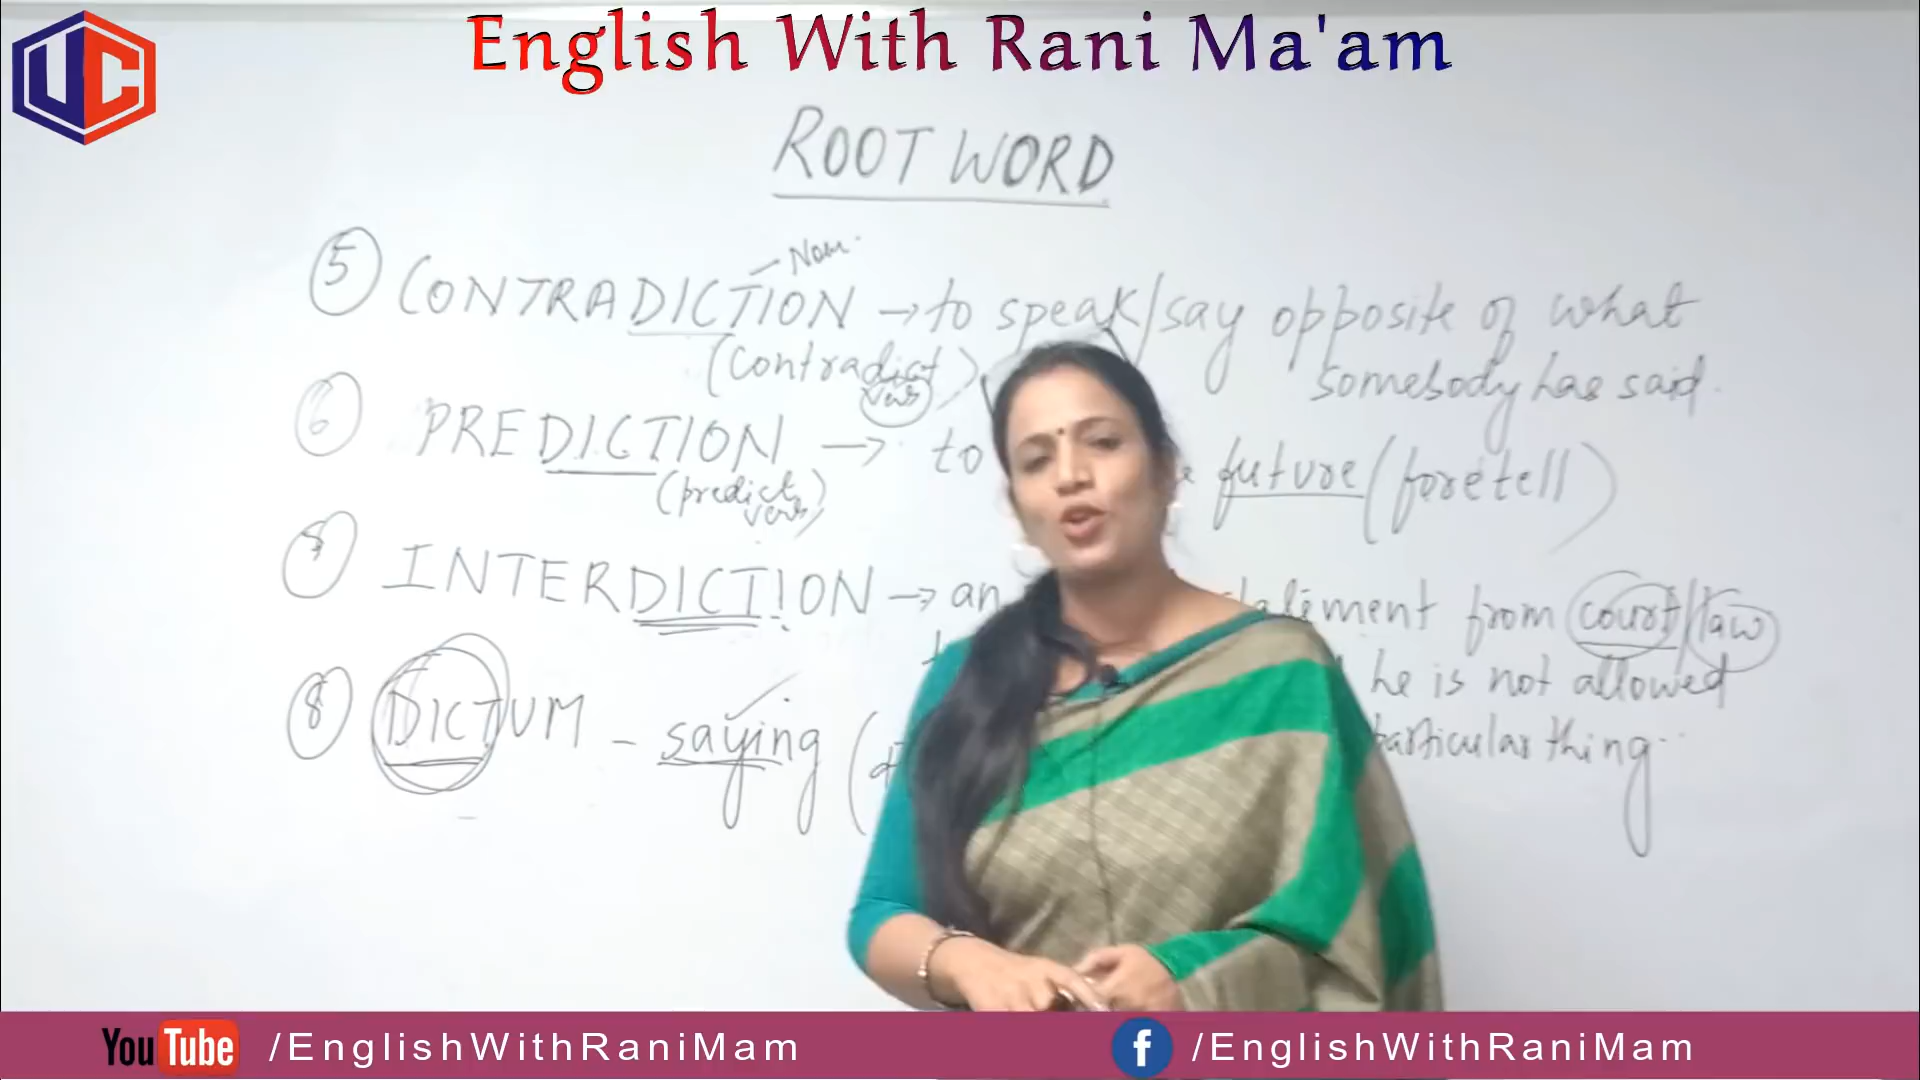 UC
English With Rani Ma'am
ROOT WORD
Noun.
5 CONTRADICTION → to speak/say opposite of what
(contradict) somebody has said.
verb
6 PREDICTION → to future (foretell)
(predict)
verb
INTERDICTION → an statement from court/law
he is not allowed
particular thing..
8 DICTUM - saying (
YouTube /EnglishWithRaniMam
f /EnglishWithRaniMam